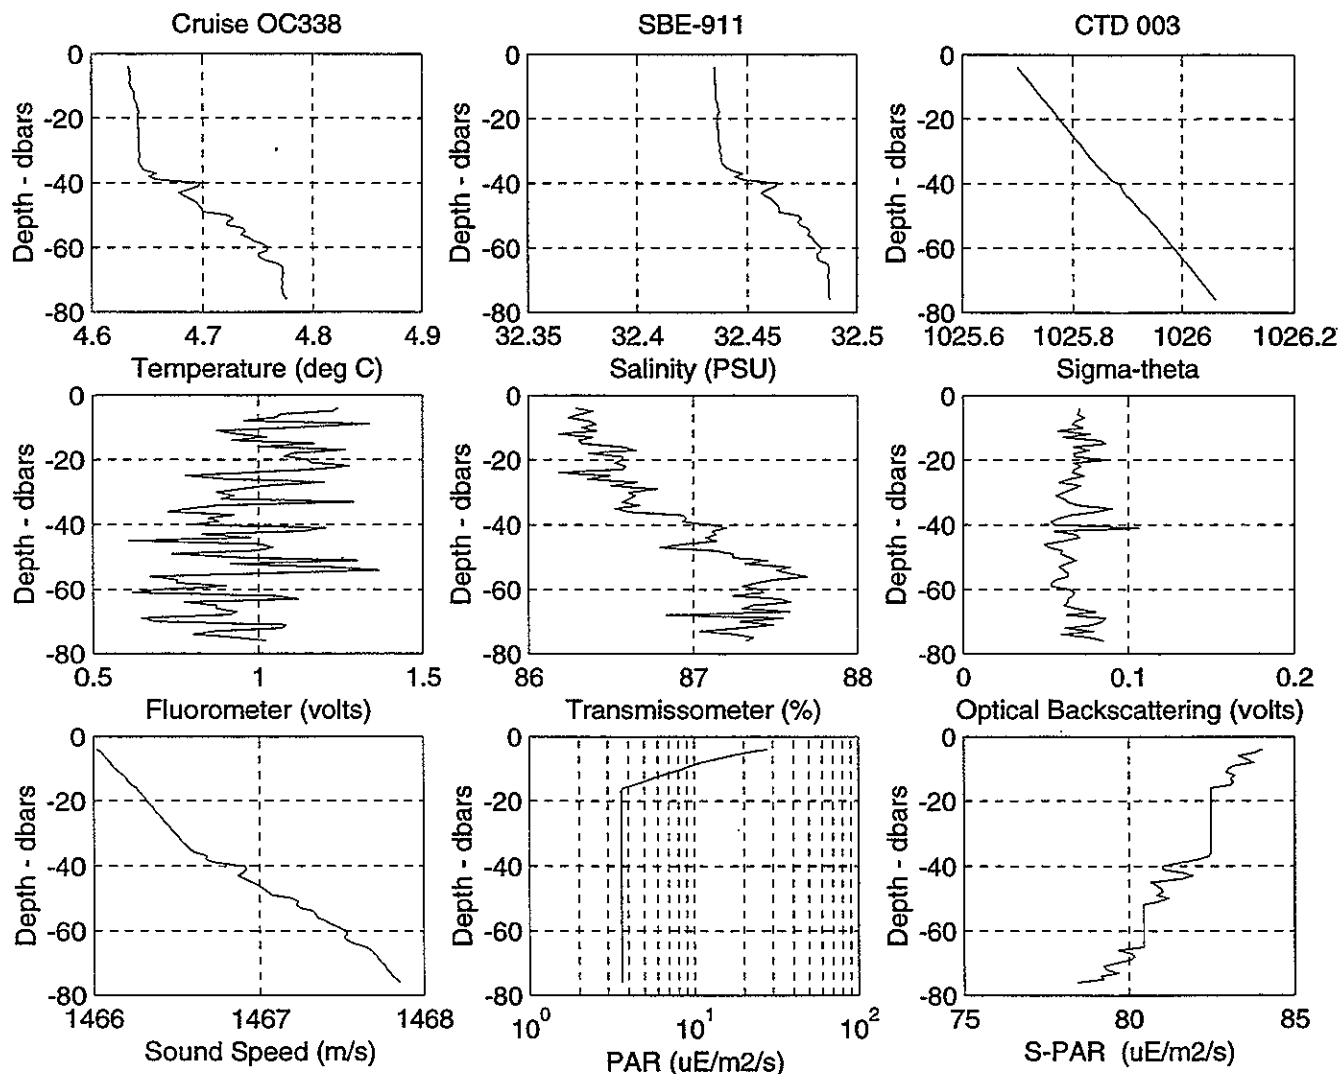 Cruise OC338
SBE-911
CTD 003
0
-20
-40
-60
-80
Depth - dbars
4.6 4.7 4.8 4.9
Temperature (deg C)
0
-20
-40
-60
-80
Depth - dbars
32.35 32.4 32.45 32.5
Salinity (PSU)
0
-20
-40
-60
-80
Depth - dbars
1025.6 1025.8 1026 1026.2
Sigma-theta
0
-20
-40
-60
-80
Depth - dbars
0.5 1 1.5
Fluorometer (volts)
0
-20
-40
-60
-80
Depth - dbars
86 87 88
Transmissometer (%)
0
-20
-40
-60
-80
Depth - dbars
0 0.1 0.2
Optical Backscattering (volts)
0
-20
-40
-60
-80
Depth - dbars
1466 1467 1468
Sound Speed (m/s)
0
-20
-40
-60
-80
Depth - dbars
10^0 10^1 10^2
PAR (uE/m2/s)
0
-20
-40
-60
-80
Depth - dbars
75 80 85
S-PAR (uE/m2/s)